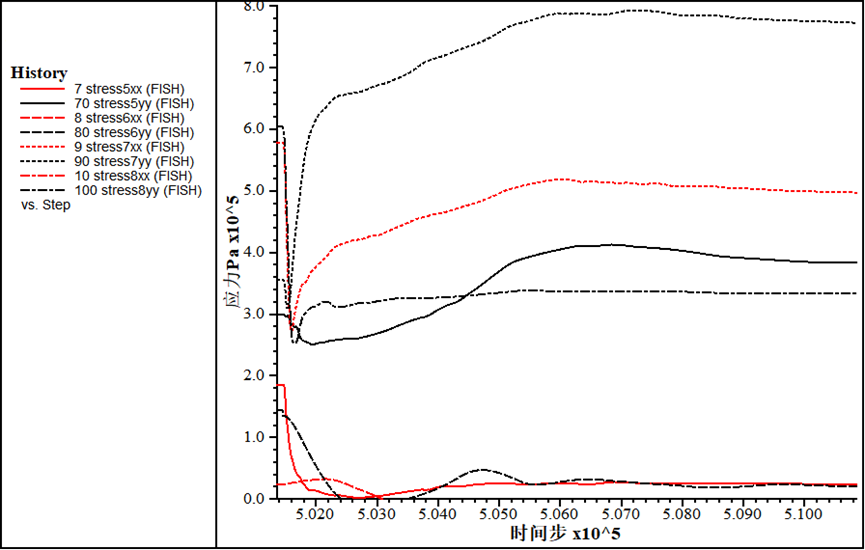 History
7 stress5xx (FISH)
70 stress5yy (FISH)
8 stress6xx (FISH)
80 stress6yy (FISH)
9 stress7xx (FISH)
90 stress7yy (FISH)
10 stress8xx (FISH)
100 stress8yy (FISH)
vs. Step
应力Pa x10^5
8.0
7.0
6.0
5.0
4.0
3.0
2.0
1.0
0.0
5.020 5.030 5.040 5.050 5.060 5.070 5.080 5.090 5.100
时间步 x10^5